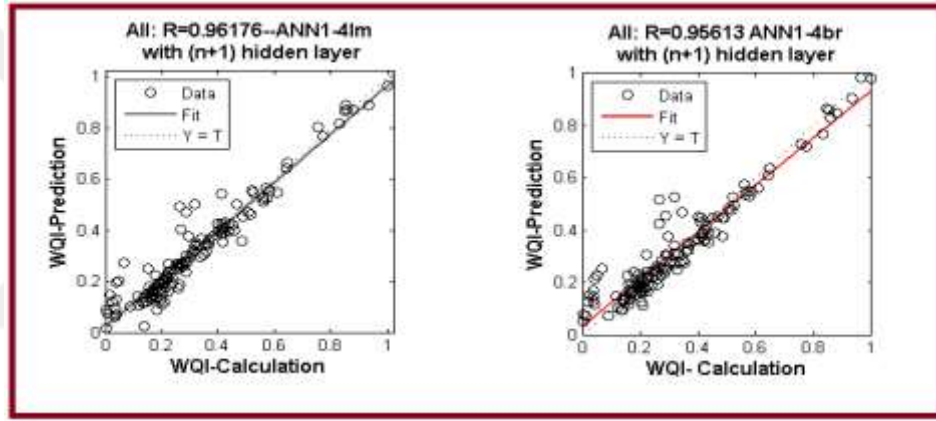 All: R=0.96176--ANN1-4lm
with (n+1) hidden layer
1
0.8
0.6
0.4
0.2
0
Data
Fit
Y = T
WQI-Prediction
0 0.2 0.4 0.6 0.8 1
WQI-Calculation
All: R=0.95613 ANN1-4br
with (n+1) hidden layer
1
0.8
0.6
0.4
0.2
0
Data
Fit
Y = T
WQI-Prediction
0 0.2 0.4 0.6 0.8 1
WQI- Calculation